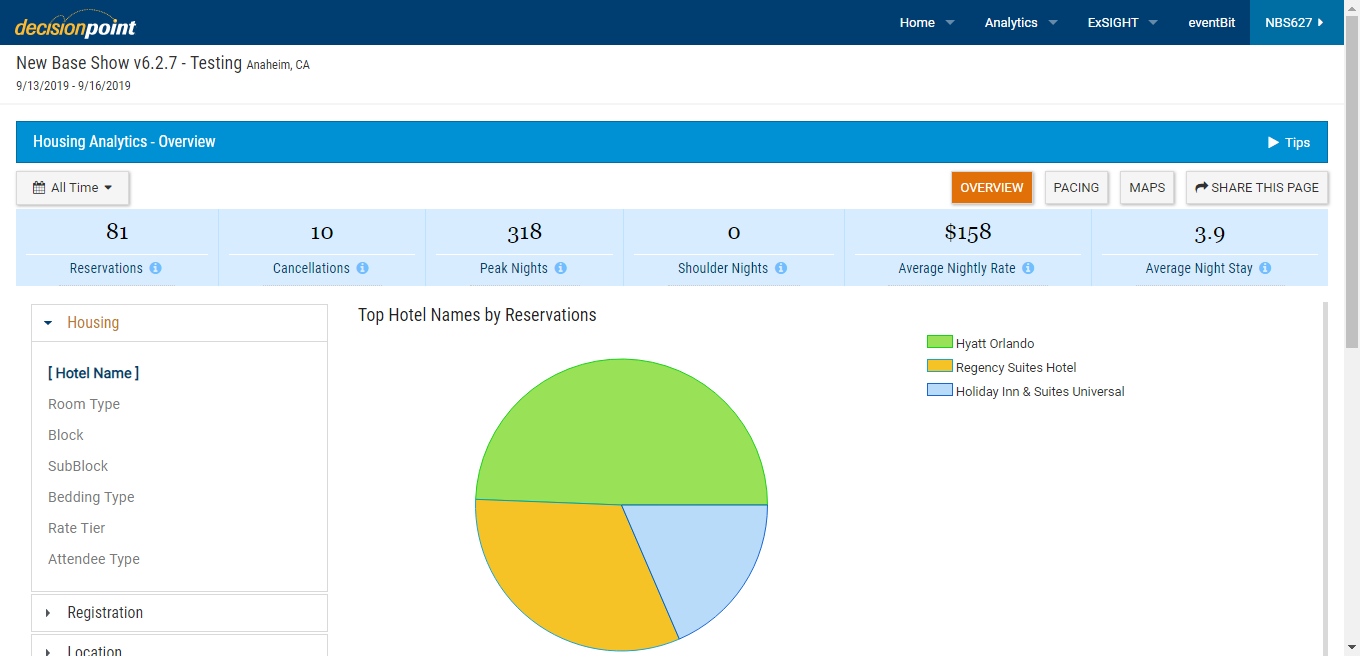 decisionpoint
Home Analytics ExSIGHT eventBit NBS627
New Base Show v6.2.7 - Testing Anaheim, CA
9/13/2019 - 9/16/2019
Housing Analytics - Overview
Tips
All Time
OVERVIEW PACING MAPS SHARE THIS PAGE
81 10 318 0 $158 3.9
Reservations Cancellations Peak Nights Shoulder Nights Average Nightly Rate Average Night Stay
Housing
[ Hotel Name ]
Room Type
Block
SubBlock
Bedding Type
Rate Tier
Attendee Type
Registration
Location
Top Hotel Names by Reservations
Hyatt Orlando
Regency Suites Hotel
Holiday Inn & Suites Universal